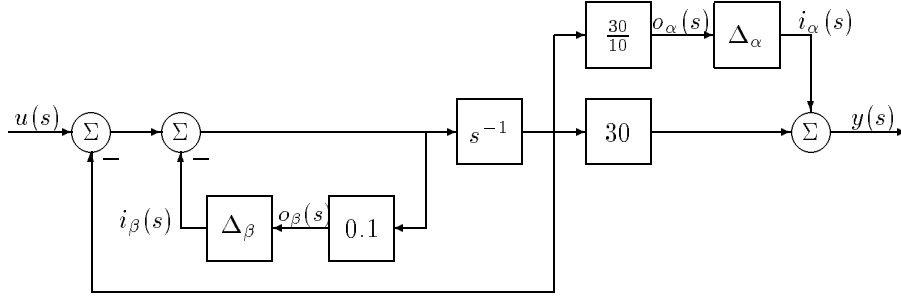 30/10
o_α(s)
Δ_α
i_α(s)
u(s)
Σ
Σ
s⁻¹
30
Σ
y(s)
−
−
i_β(s)
Δ_β
o_β(s)
0.1